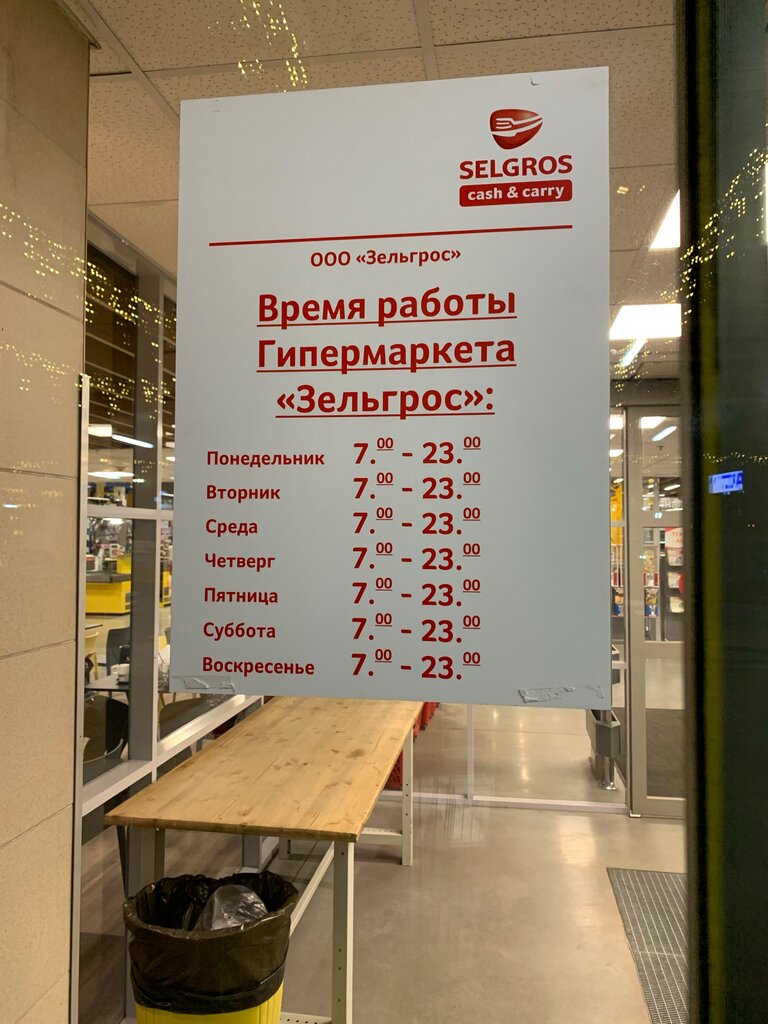 SELGROS
cash & carry
ООО «Зельгрос»
Время работы
Гипермаркета
«Зельгрос»:
Понедельник 7.00 - 23.00
Вторник 7.00 - 23.00
Среда 7.00 - 23.00
Четверг 7.00 - 23.00
Пятница 7.00 - 23.00
Суббота 7.00 - 23.00
Воскресенье 7.00 - 23.00